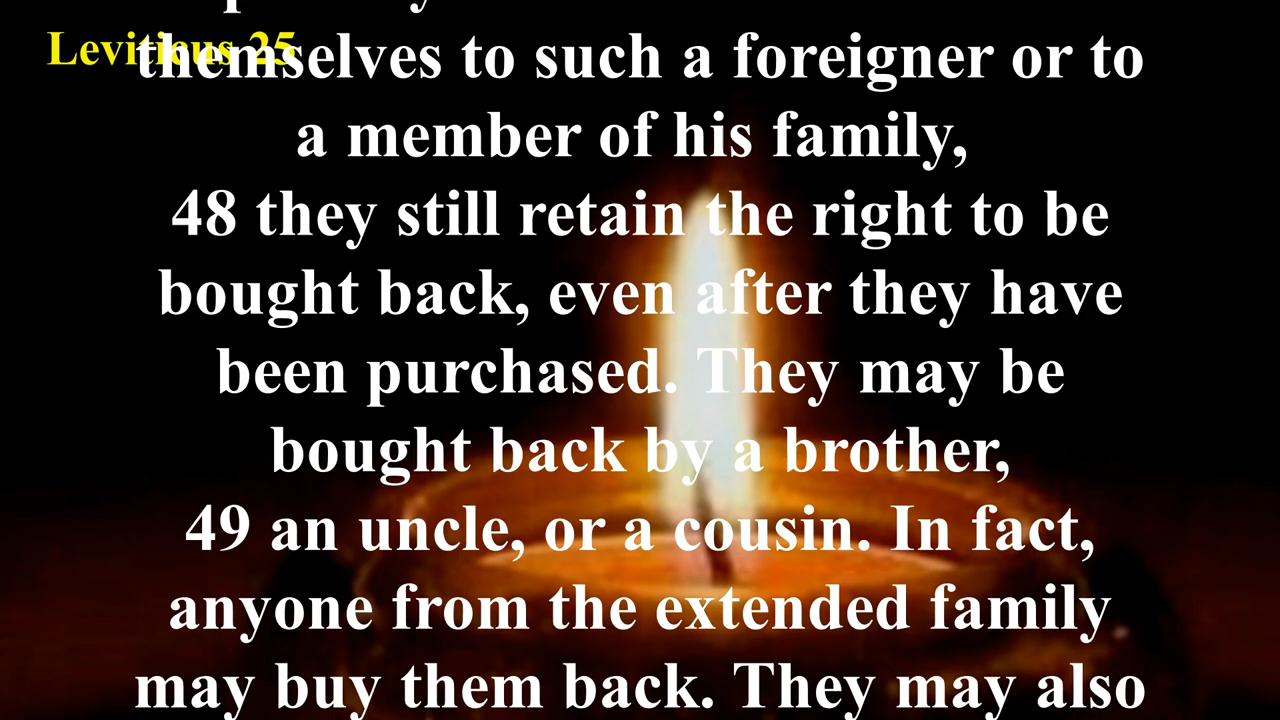 Leviticus 25
themselves to such a foreigner or to
a member of his family,
48 they still retain the right to be
bought back, even after they have
been purchased. They may be
bought back by a brother,
49 an uncle, or a cousin. In fact,
anyone from the extended family
may buy them back. They may also